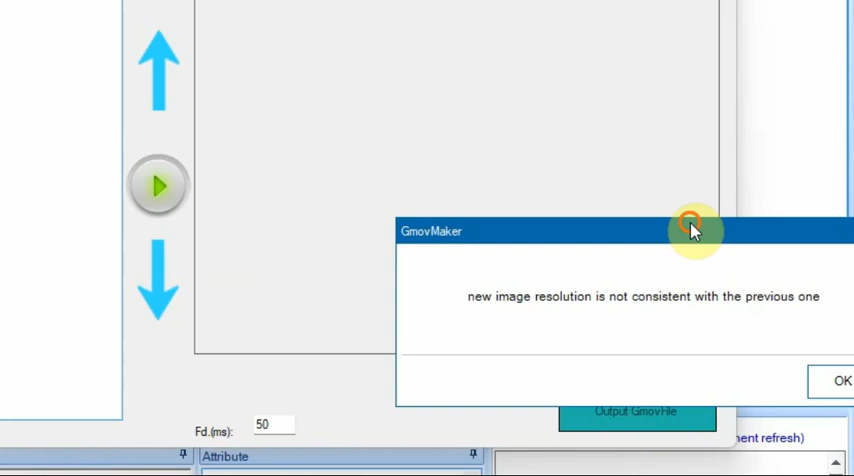 GmovMaker
new image resolution is not consistent with the previous one
OK
Output GmovFile
Fd.(ms):
50
ment refresh)
Attribute